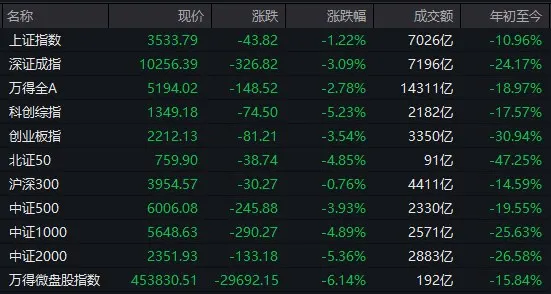 名称 现价 涨跌 涨跌幅 成交额 年初至今
上证指数 3533.79 -43.82 -1.22% 7026亿 -10.96%
深证成指 10256.39 -326.82 -3.09% 7196亿 -24.17%
万得全A 5194.02 -148.52 -2.78% 14311亿 -18.97%
科创综指 1349.18 -74.50 -5.23% 2182亿 -17.57%
创业板指 2212.13 -81.21 -3.54% 3350亿 -30.94%
北证50 759.90 -38.74 -4.85% 91亿 -47.25%
沪深300 3954.57 -30.27 -0.76% 4411亿 -14.59%
中证500 6006.08 -245.88 -3.93% 2330亿 -19.55%
中证1000 5648.63 -290.27 -4.89% 2571亿 -25.63%
中证2000 2351.93 -133.18 -5.36% 2883亿 -26.58%
万得微盘股指数 453830.51 -29692.15 -6.14% 192亿 -15.84%